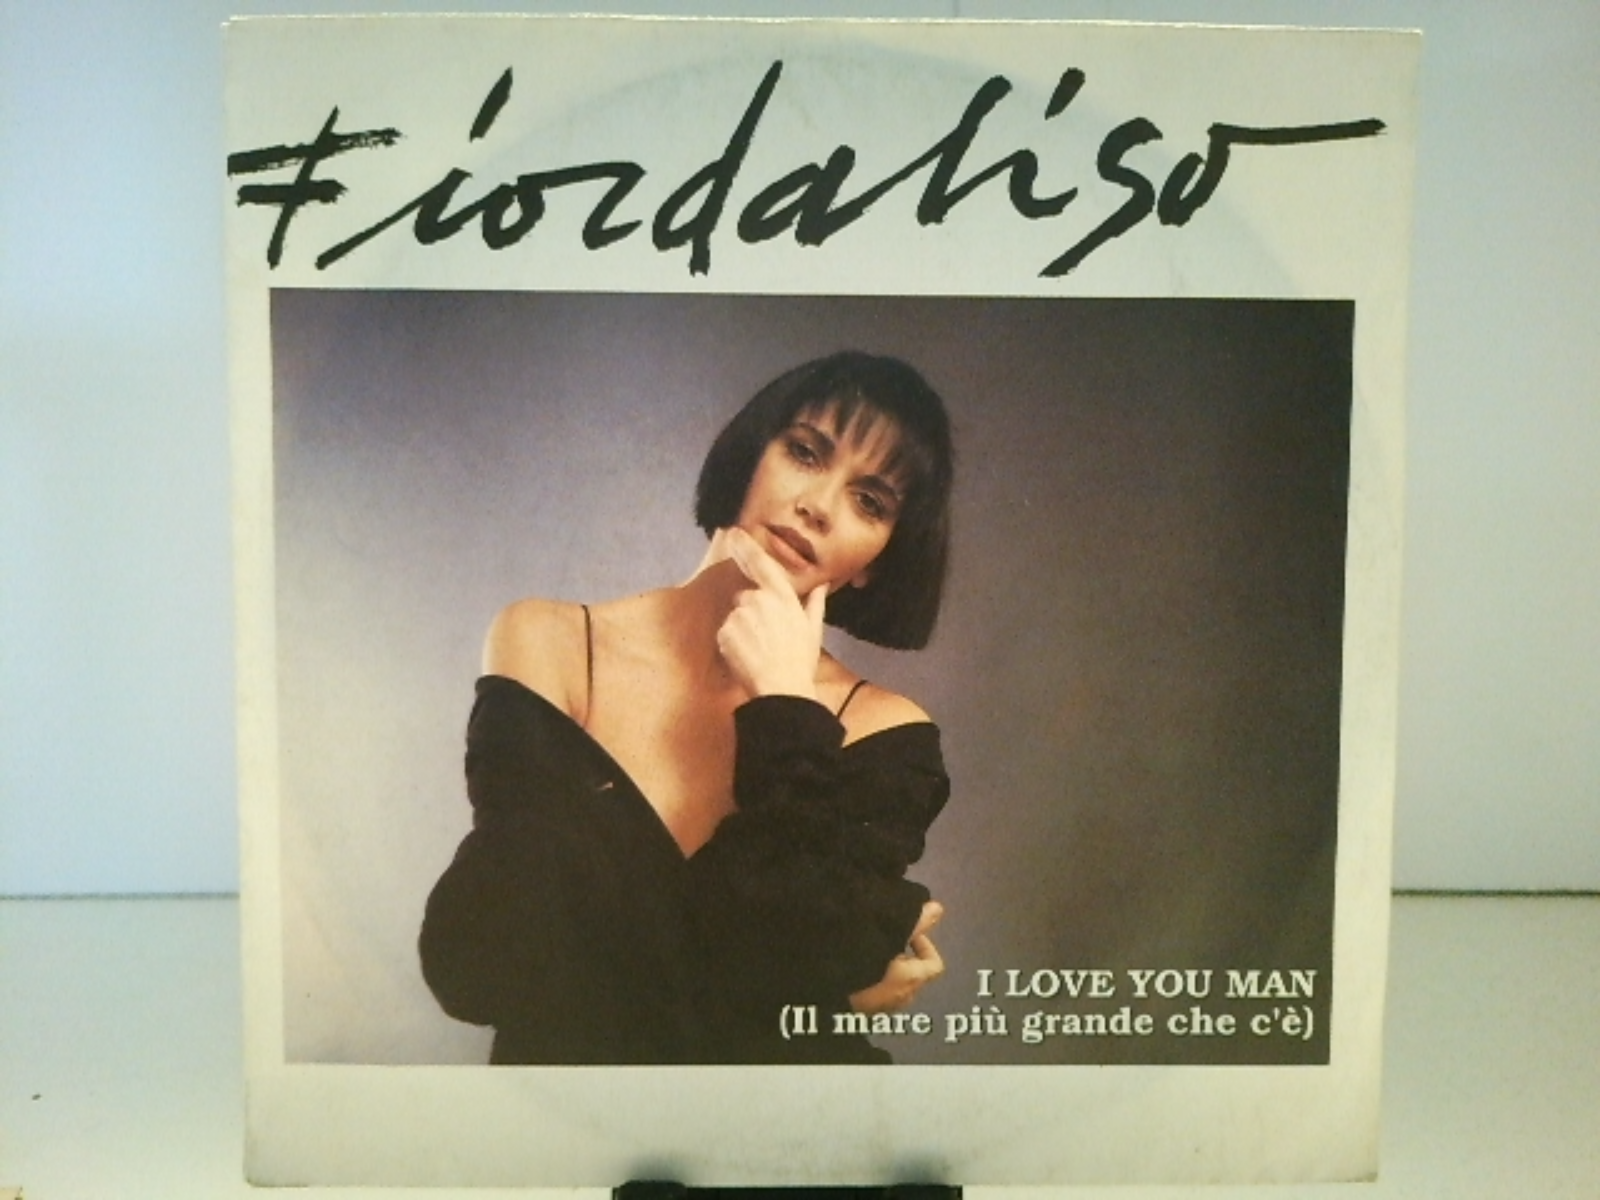 Fiordaliso
I LOVE YOU MAN
(Il mare più grande che c'è)